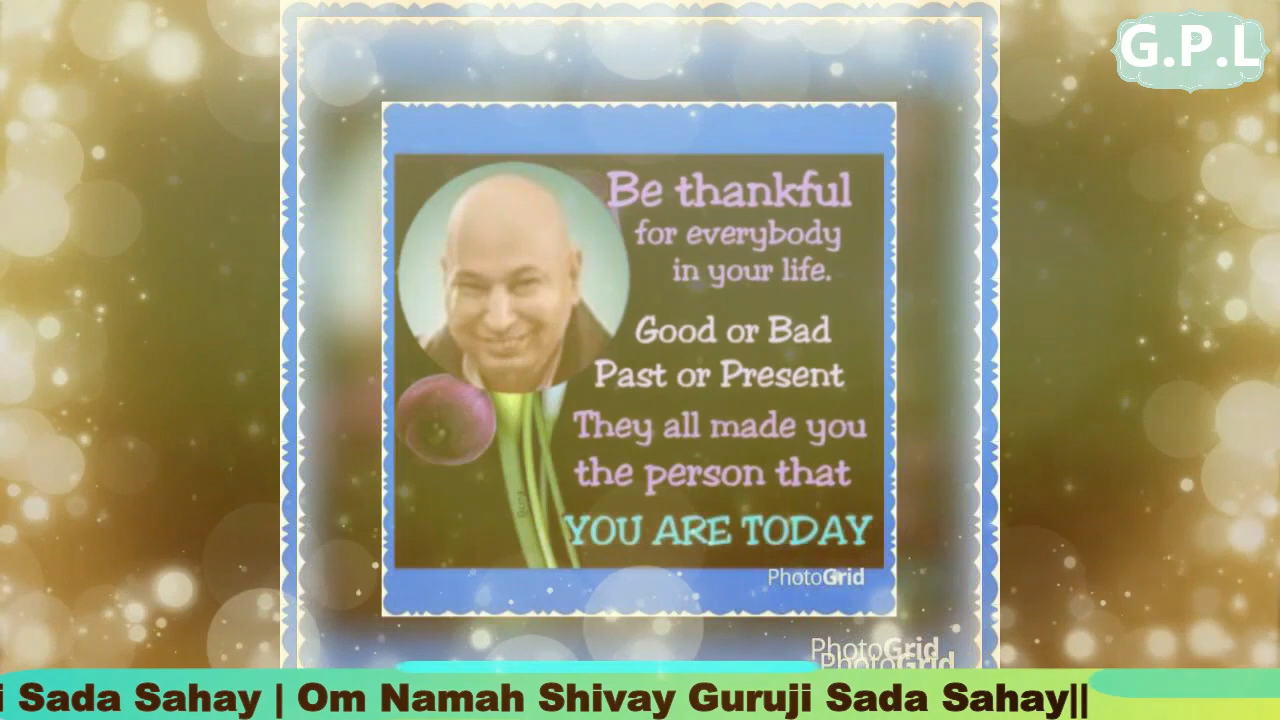 G.P.L
Be thankful
for everybody
in your life.
Good or Bad
Past or Present
They all made you
the person that
YOU ARE TODAY
PhotoGrid
PhotoGrid
PhotoGrid
i Sada Sahay | Om Namah Shivay Guruji Sada Sahay||